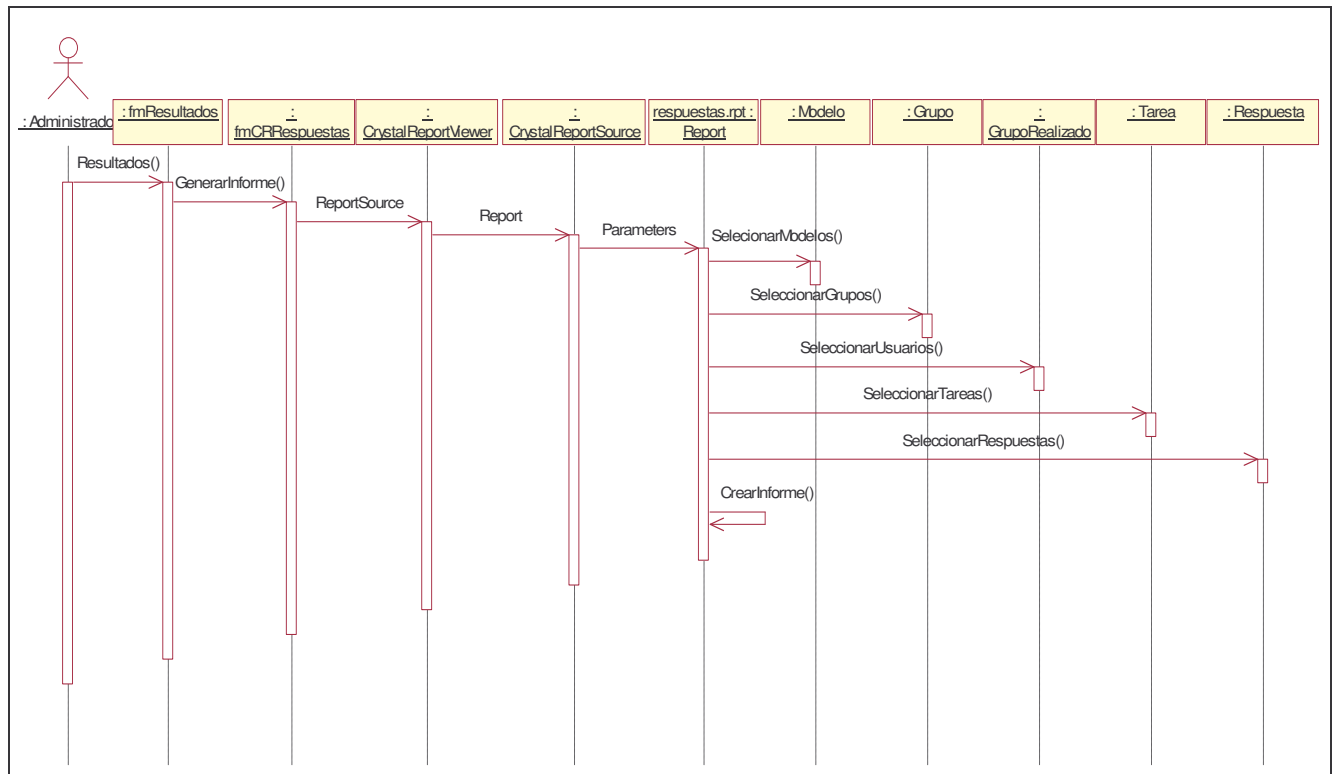 : Administrado
: fmResultados
:
fmCRRespuestas
:
CrystalReportViewer
:
CrystalReportSource
respuestas.rpt :
Report
: Modelo
: Grupo
:
GrupoRealizado
: Tarea
: Respuesta
Resultados()
GenerarInforme()
ReportSource
Report
Parameters
SelecionarModelos()
SeleccionarGrupos()
SeleccionarUsuarios()
SeleccionarTareas()
SeleccionarRespuestas()
CrearInforme()